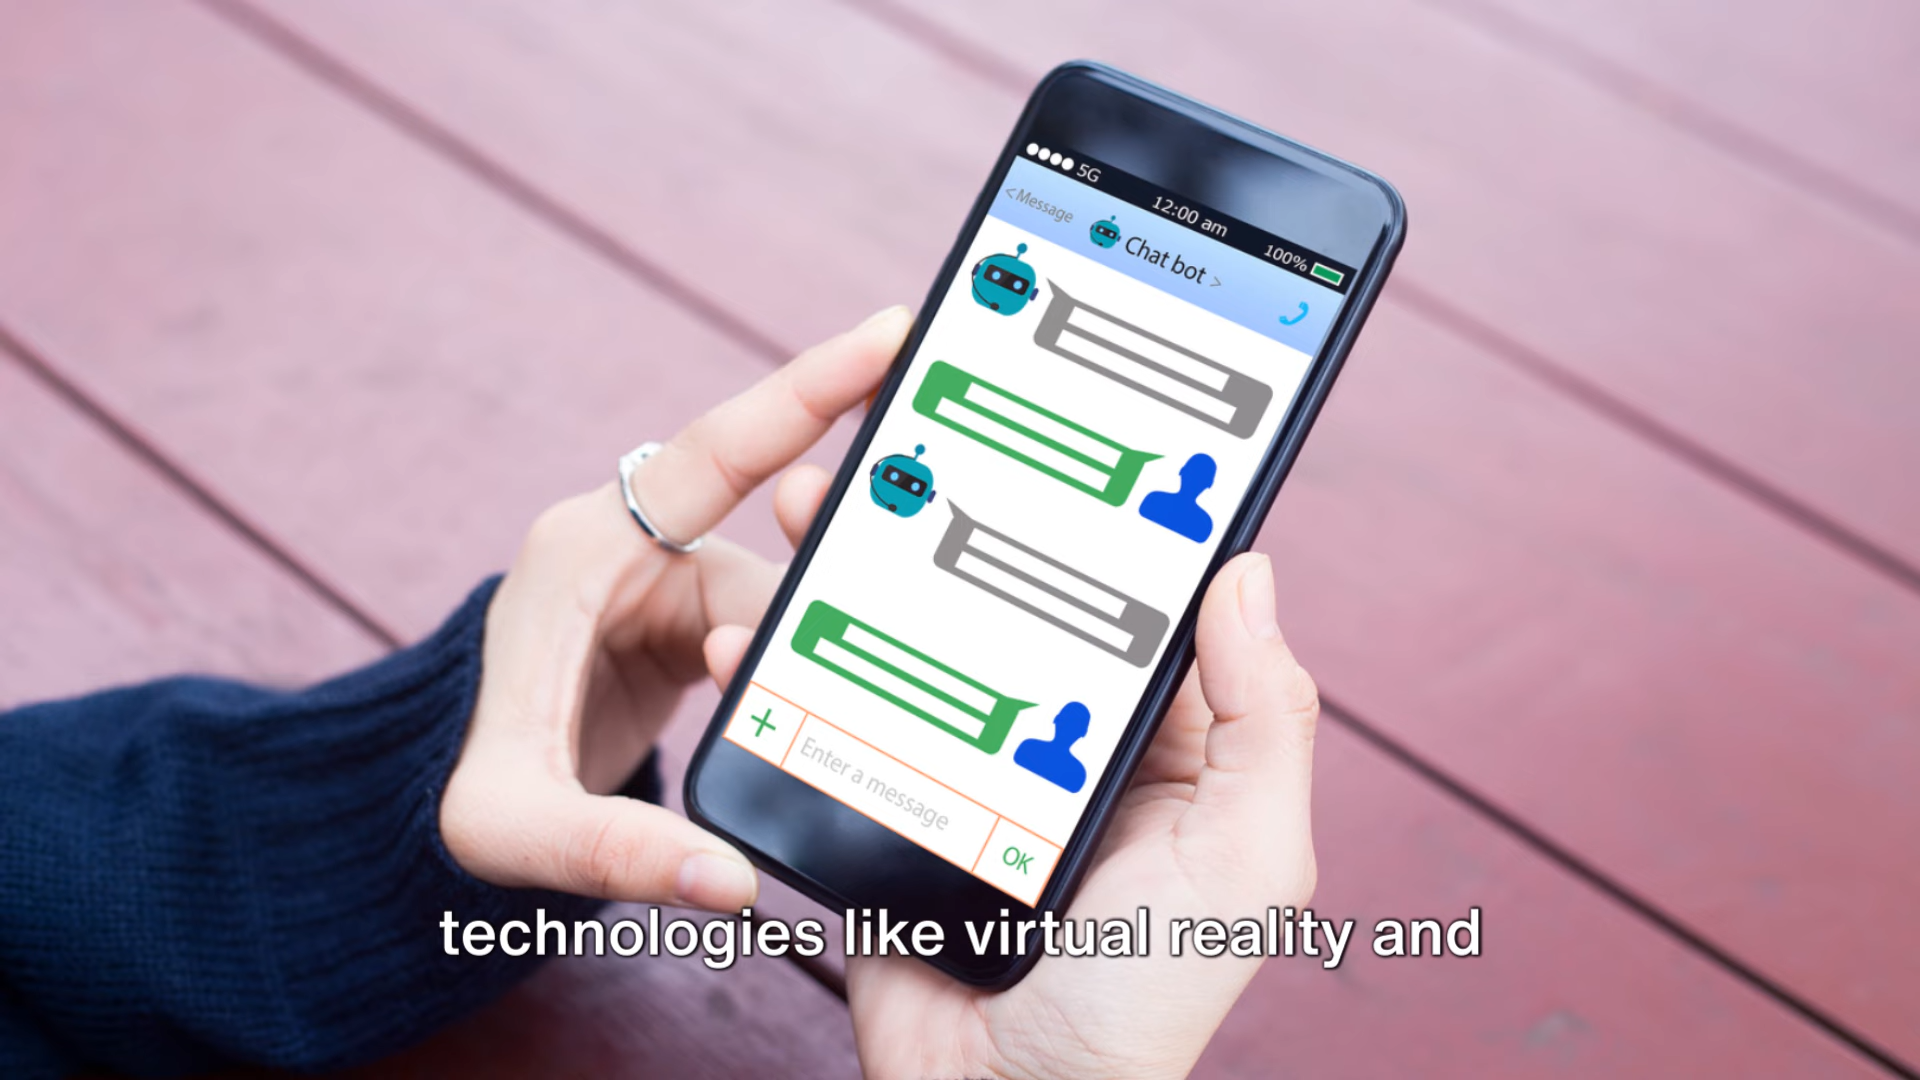 5G
12:00 am
100%
<Message
Chat bot >
Enter a message
OK
technologies like virtual reality and